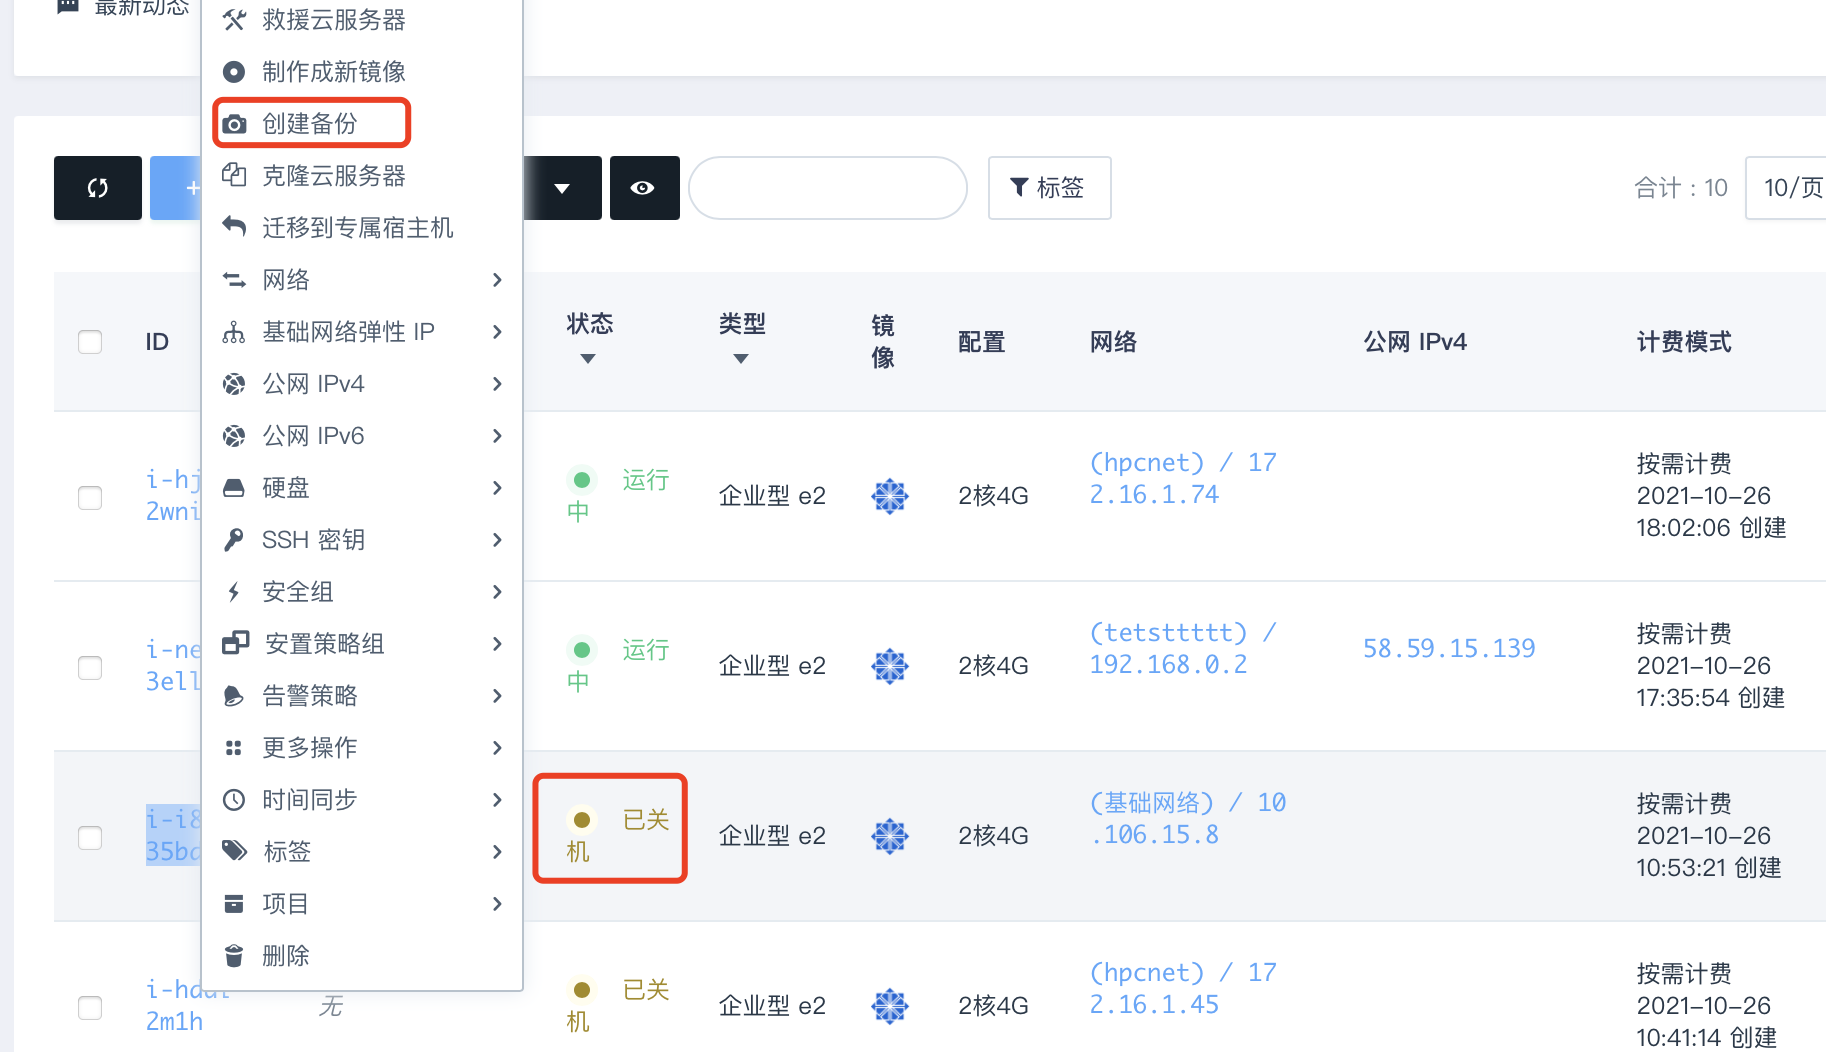 最新动态
救援云服务器
制作成新镜像
创建备份
克隆云服务器
迁移到专属宿主机
网络
基础网络弹性 IP
公网 IPv4
公网 IPv6
硬盘
SSH 密钥
安全组
安置策略组
告警策略
更多操作
时间同步
标签
项目
删除
标签
合计：10
10/页
ID
状态
类型
镜
像
配置
网络
公网 IPv4
计费模式
i-hj
2wni
运行
中
企业型 e2
2核4G
(hpcnet) / 17
2.16.1.74
按需计费
2021-10-26
18:02:06 创建
i-ne
3ell
运行
中
企业型 e2
2核4G
(tetsttttt) /
192.168.0.2
58.59.15.139
按需计费
2021-10-26
17:35:54 创建
i-i8
35b
已关
机
企业型 e2
2核4G
(基础网络) / 10
.106.15.8
按需计费
2021-10-26
10:53:21 创建
2m1h
无
已关
机
企业型 e2
2核4G
(hpcnet) / 17
2.16.1.45
按需计费
2021-10-26
10:41:14 创建